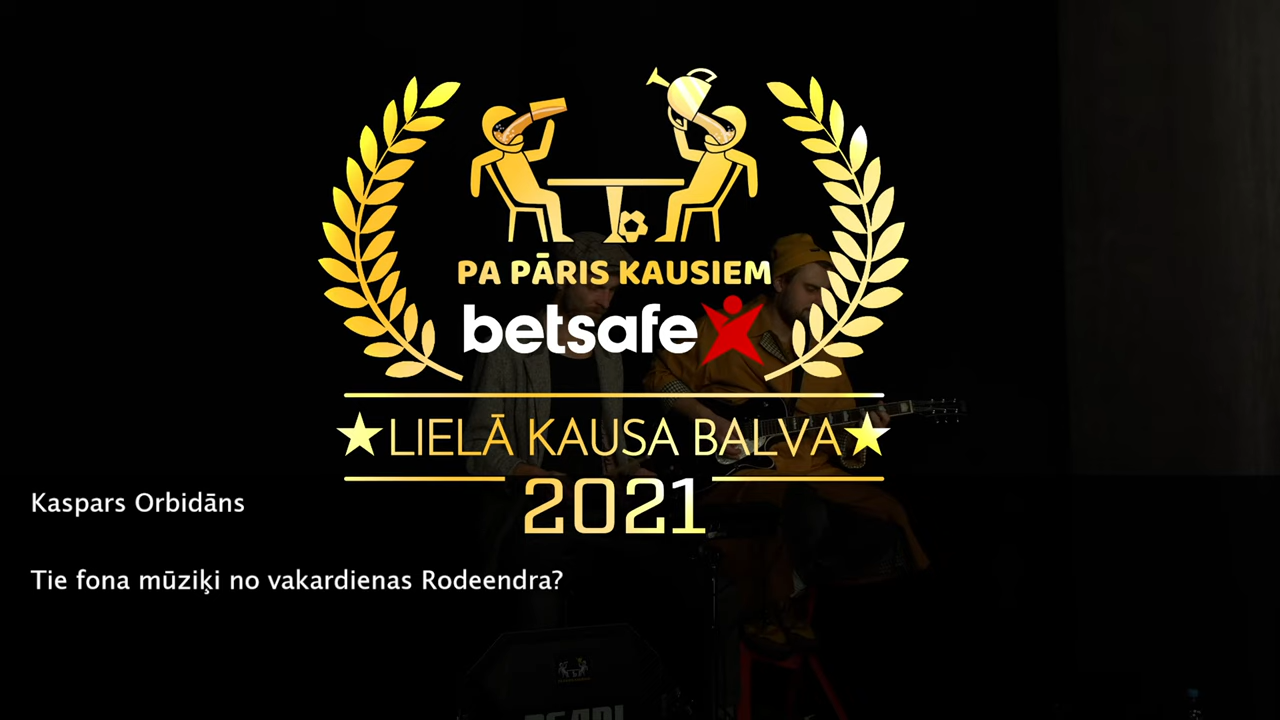 PA PĀRIS KAUSIEM
betsafe
LIELĀ KAUSA BALVA
2021
Kaspars Orbidāns
Tie fona mūziķi no vakardienas Rodeendra?